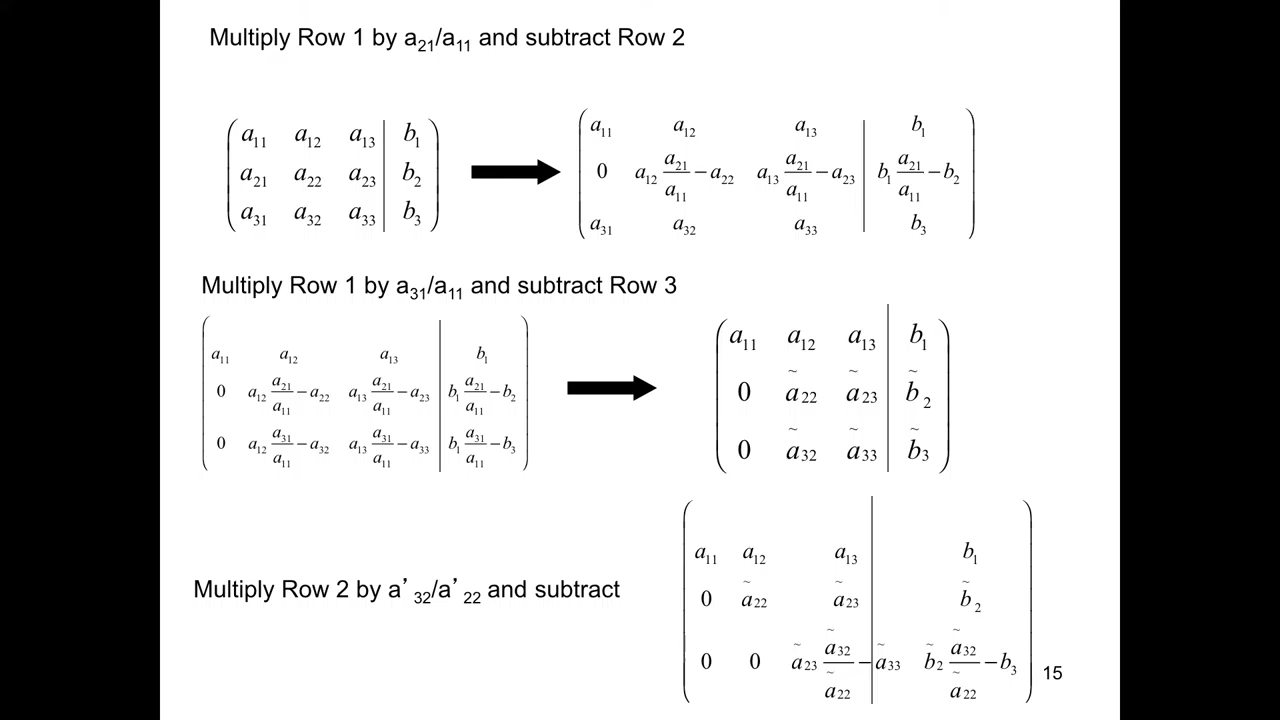 Multiply Row 1 by a₂₁/a₁₁ and subtract Row 2
a₁₁ a₁₂ a₁₃ | b₁
a₂₁ a₂₂ a₂₃ | b₂
a₃₁ a₃₂ a₃₃ | b₃
a₁₁ a₁₂ a₁₃ | b₁
0 a₁₂ a₂₁/a₁₁ − a₂₂ a₁₃ a₂₁/a₁₁ − a₂₃ | b₁ a₂₁/a₁₁ − b₂
a₃₁ a₃₂ a₃₃ | b₃
Multiply Row 1 by a₃₁/a₁₁ and subtract Row 3
a₁₁ a₁₂ a₁₃ | b₁
0 a₁₂ a₂₁/a₁₁ − a₂₂ a₁₃ a₂₁/a₁₁ − a₂₃ | b₁ a₂₁/a₁₁ − b₂
0 a₁₂ a₃₁/a₁₁ − a₃₂ a₁₃ a₃₁/a₁₁ − a₃₃ | b₁ a₃₁/a₁₁ − b₃
a₁₁ a₁₂ a₁₃ | b₁
0 ã₂₂ ã₂₃ | b̃₂
0 ã₃₂ ã₃₃ | b̃₃
Multiply Row 2 by a’₃₂/a’₂₂ and subtract
a₁₁ a₁₂ a₁₃ | b₁
0 ã₂₂ ã₂₃ | b̃₂
0 0 ã₂₃ ã₃₂/ã₂₂ − ã₃₃ | b̃₂ ã₃₂/ã₂₂ − b₃
15